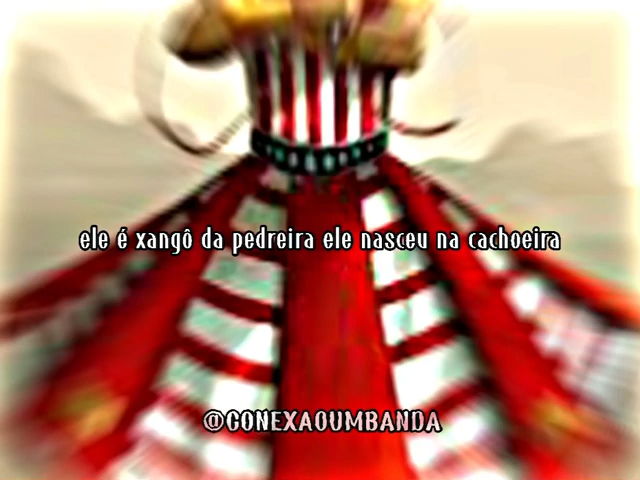 ele é xangô da pedreira ele nasceu na cachoeira
@CONEXAOUMBANDA